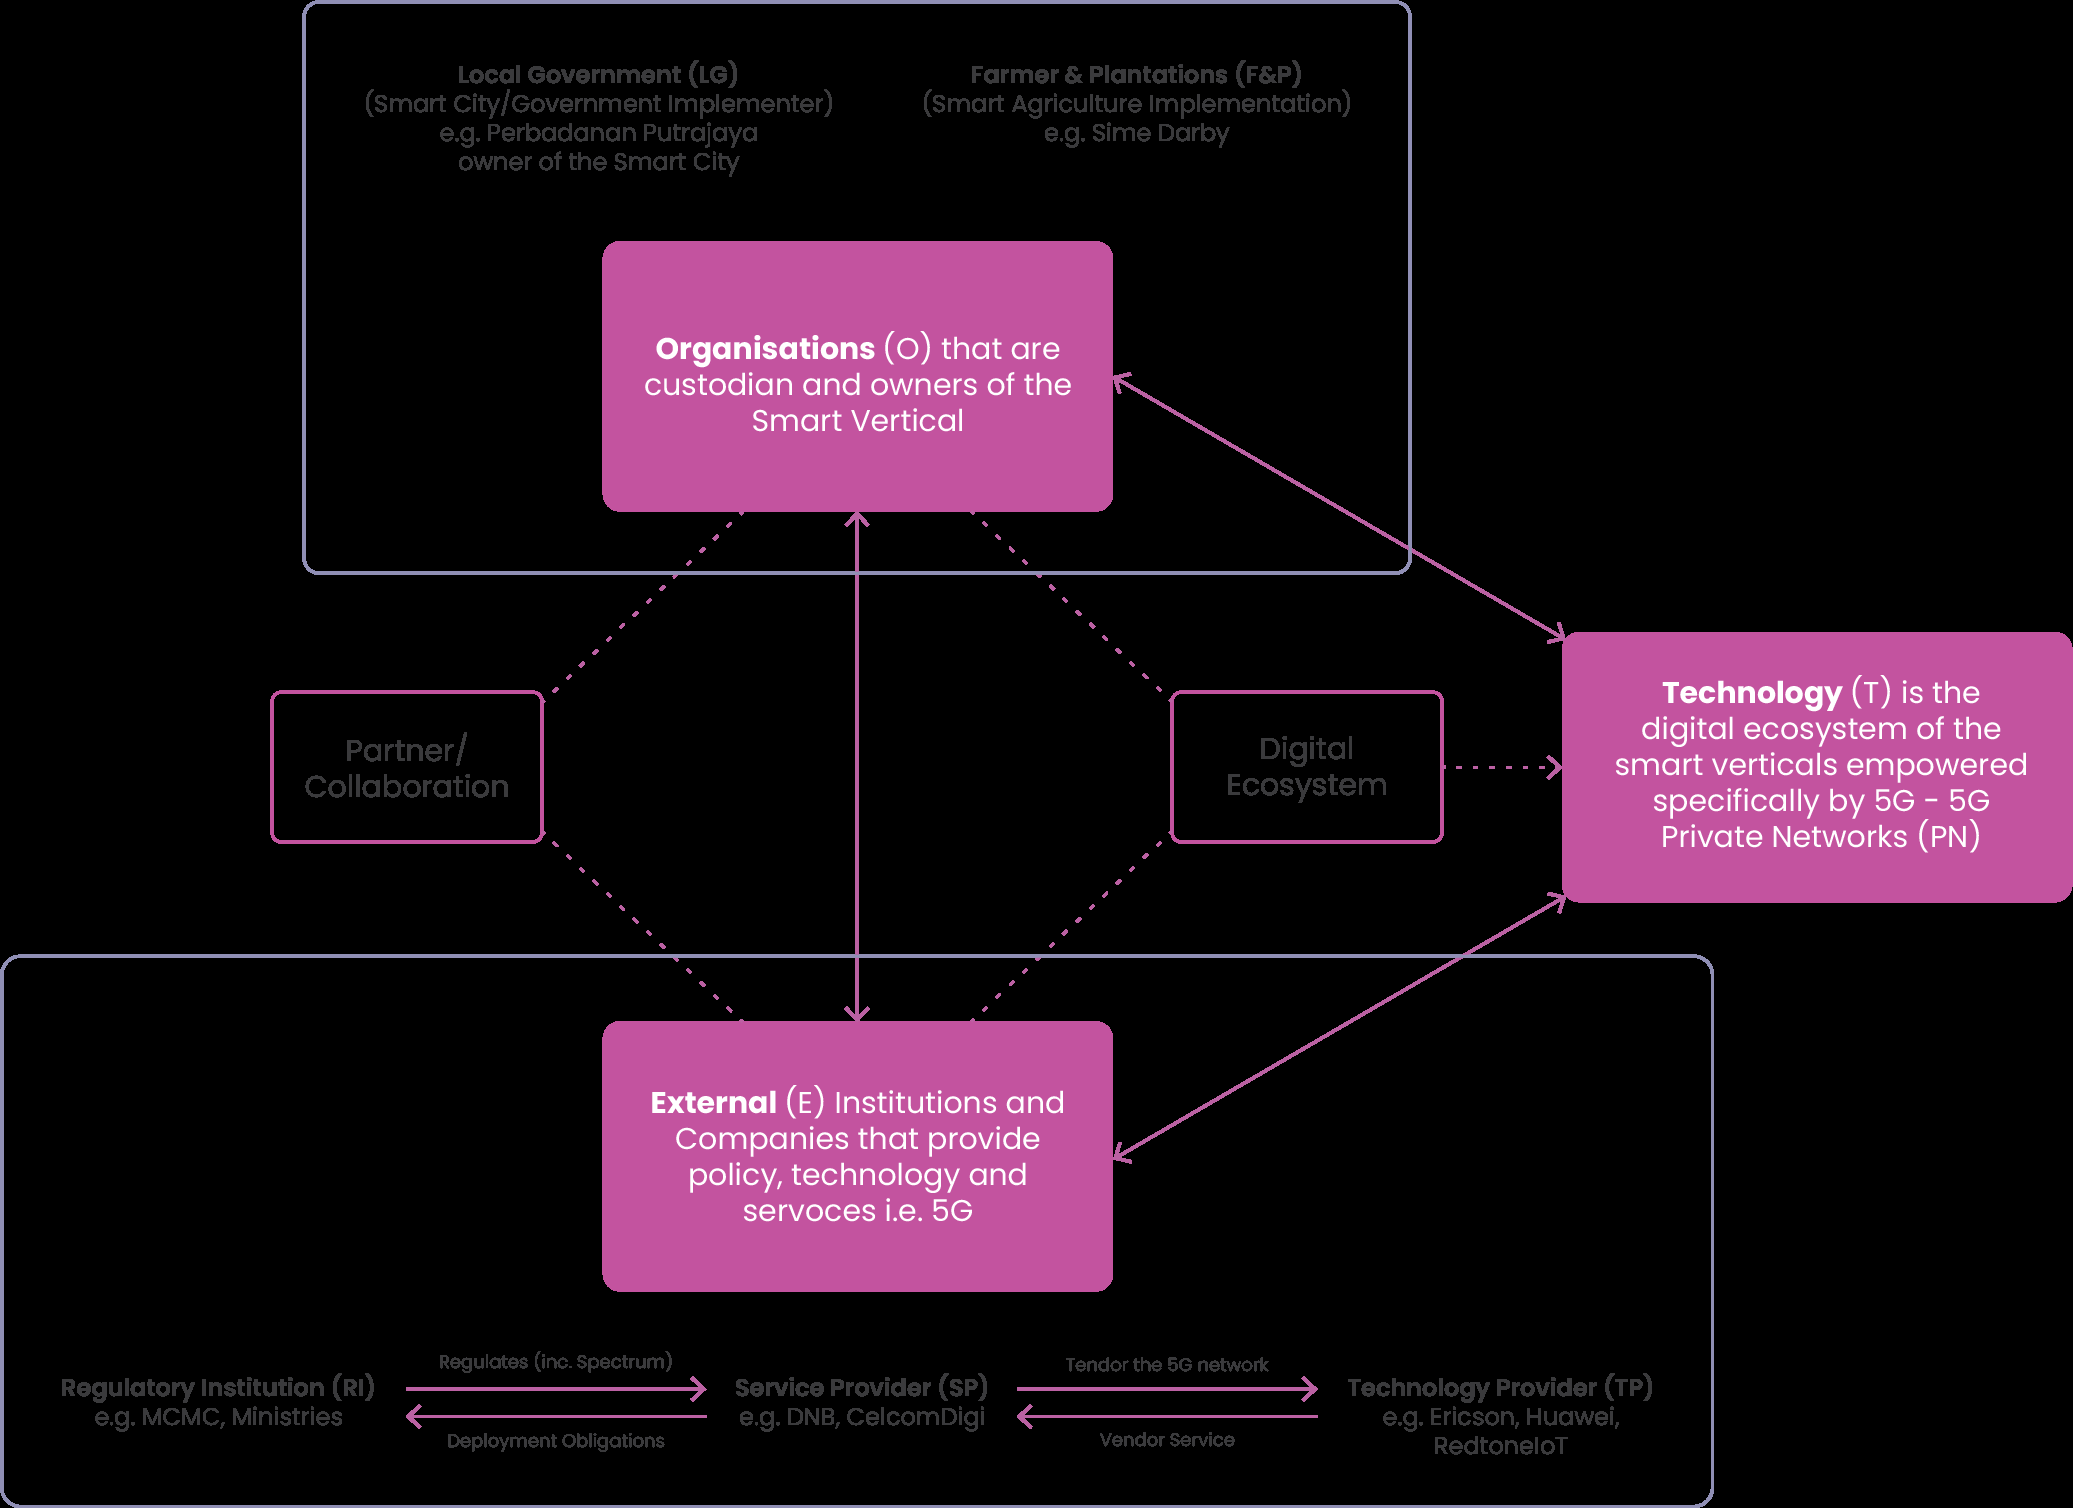 Local Government (LG)
(Smart City/Government Implementer)
e.g. Perbadanan Putrajaya
owner of the Smart City
Farmer & Plantations (F&P)
(Smart Agriculture Implementation)
e.g. Sime Darby
Organisations (O) that are
custodian and owners of the
Smart Vertical
Partner/
Collaboration
Digital
Ecosystem
Technology (T) is the
digital ecosystem of the
smart verticals empowered
specifically by 5G - 5G
Private Networks (PN)
External (E) Institutions and
Companies that provide
policy, technology and
servoces i.e. 5G
Regulatory Institution (RI)
e.g. MCMC, Ministries
Regulates (inc. Spectrum)
Deployment Obligations
Service Provider (SP)
e.g. DNB, CelcomDigi
Tendor the 5G network
Vendor Service
Technology Provider (TP)
e.g. Ericson, Huawei,
RedtoneIoT